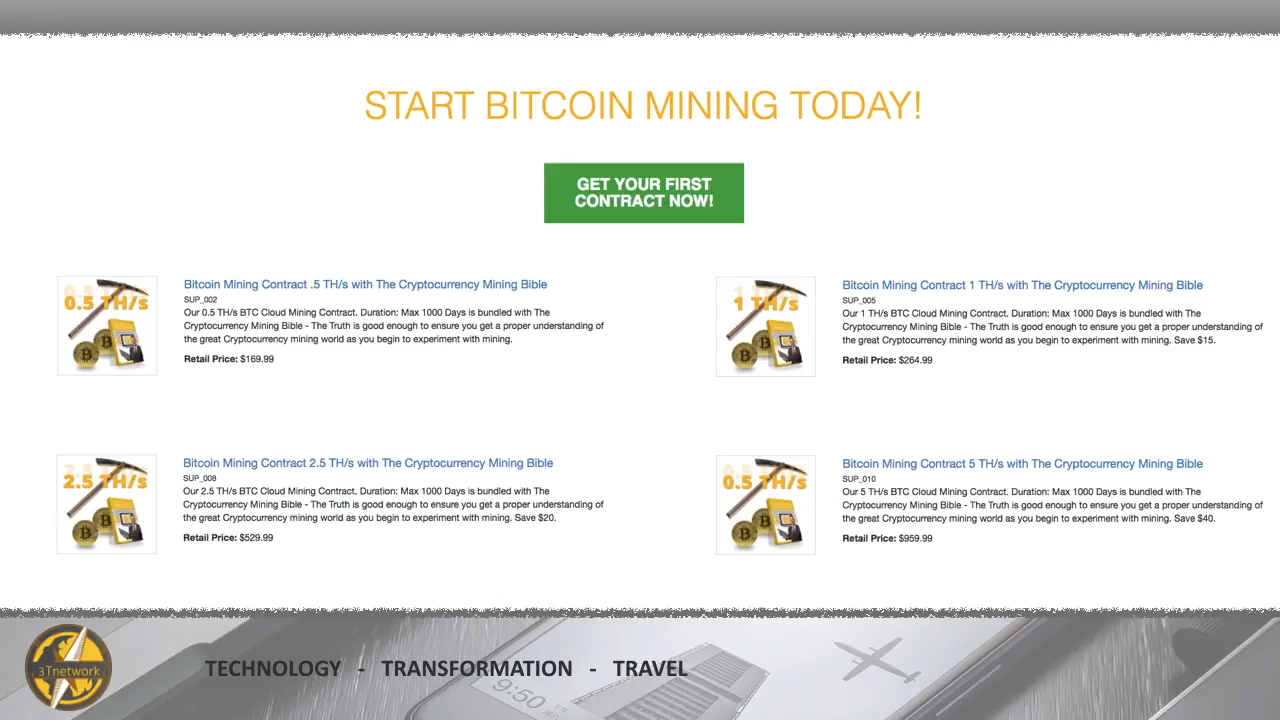 START BITCOIN MINING TODAY!
GET YOUR FIRST
CONTRACT NOW!
0.5 TH/s
Bitcoin Mining Contract .5 TH/s with The Cryptocurrency Mining Bible
SUP_002
Our 0.5 TH/s BTC Cloud Mining Contract. Duration: Max 1000 Days is bundled with The
Cryptocurrency Mining Bible - The Truth is good enough to ensure you get a proper understanding of
the great Cryptocurrency mining world as you begin to experiment with mining.
Retail Price: $169.99
1 TH/s
Bitcoin Mining Contract 1 TH/s with The Cryptocurrency Mining Bible
SUP_005
Our 1 TH/s BTC Cloud Mining Contract. Duration: Max 1000 Days is bundled with The
Cryptocurrency Mining Bible - The Truth is good enough to ensure you get a proper understanding of
the great Cryptocurrency mining world as you begin to experiment with mining. Save $15.
Retail Price: $264.99
2.5 TH/s
Bitcoin Mining Contract 2.5 TH/s with The Cryptocurrency Mining Bible
SUP_008
Our 2.5 TH/s BTC Cloud Mining Contract. Duration: Max 1000 Days is bundled with The
Cryptocurrency Mining Bible - The Truth is good enough to ensure you get a proper understanding of
the great Cryptocurrency mining world as you begin to experiment with mining. Save $20.
Retail Price: $529.99
0.5 TH/s
Bitcoin Mining Contract 5 TH/s with The Cryptocurrency Mining Bible
SUP_010
Our 5 TH/s BTC Cloud Mining Contract. Duration: Max 1000 Days is bundled with The
Cryptocurrency Mining Bible - The Truth is good enough to ensure you get a proper understanding of
the great Cryptocurrency mining world as you begin to experiment with mining. Save $40.
Retail Price: $959.99
3Tnetwork
TECHNOLOGY - TRANSFORMATION - TRAVEL
9:50